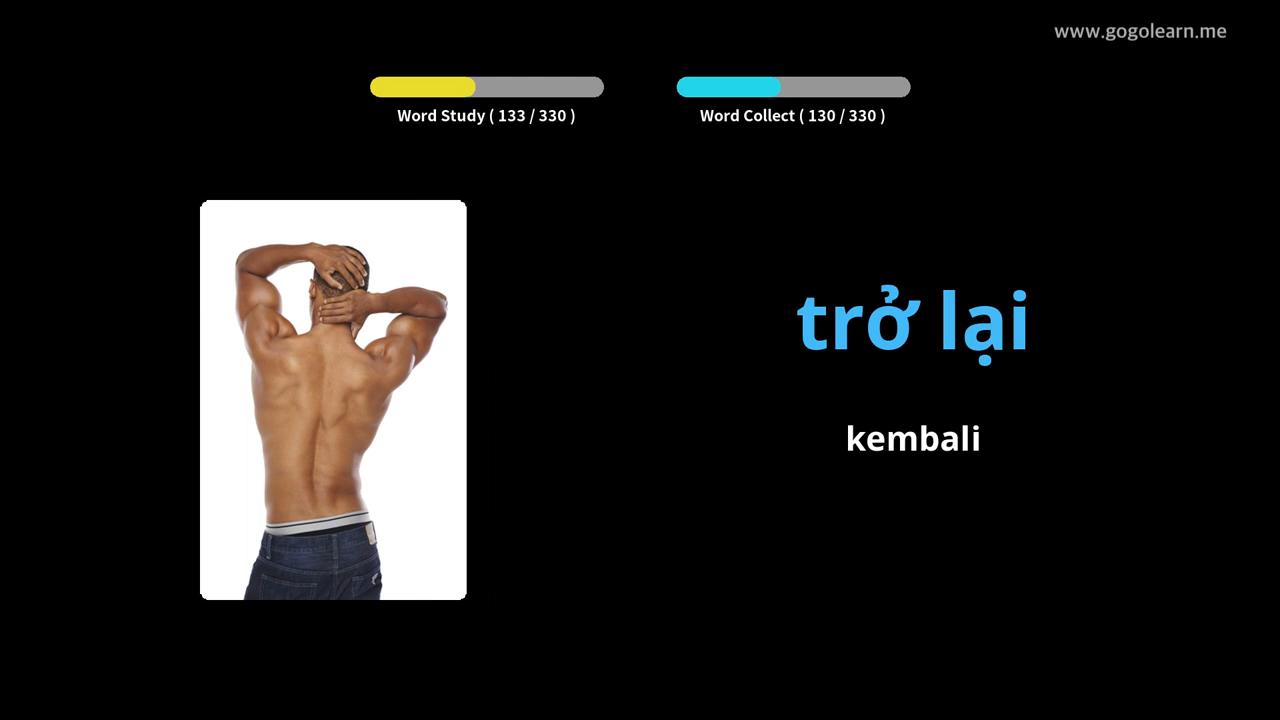 www.gogolearn.me
Word Study ( 133 / 330 )
Word Collect ( 130 / 330 )
trở lại
kembali